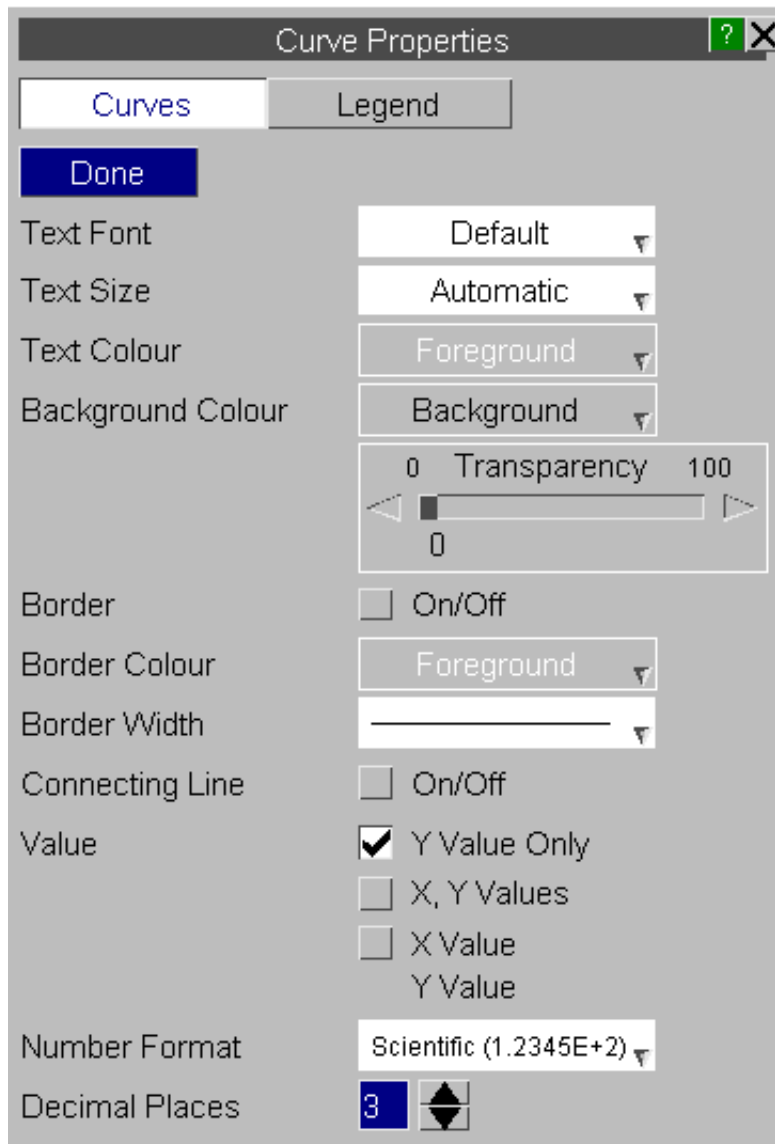 Curve Properties ?
Curves Legend
Done
Text Font Default
Text Size Automatic
Text Colour Foreground
Background Colour Background
0 Transparency 100
0
Border On/Off
Border Colour Foreground
Border Width
Connecting Line On/Off
Value Y Value Only
X, Y Values
X Value
Y Value
Number Format Scientific (1.2345E+2)
Decimal Places 3